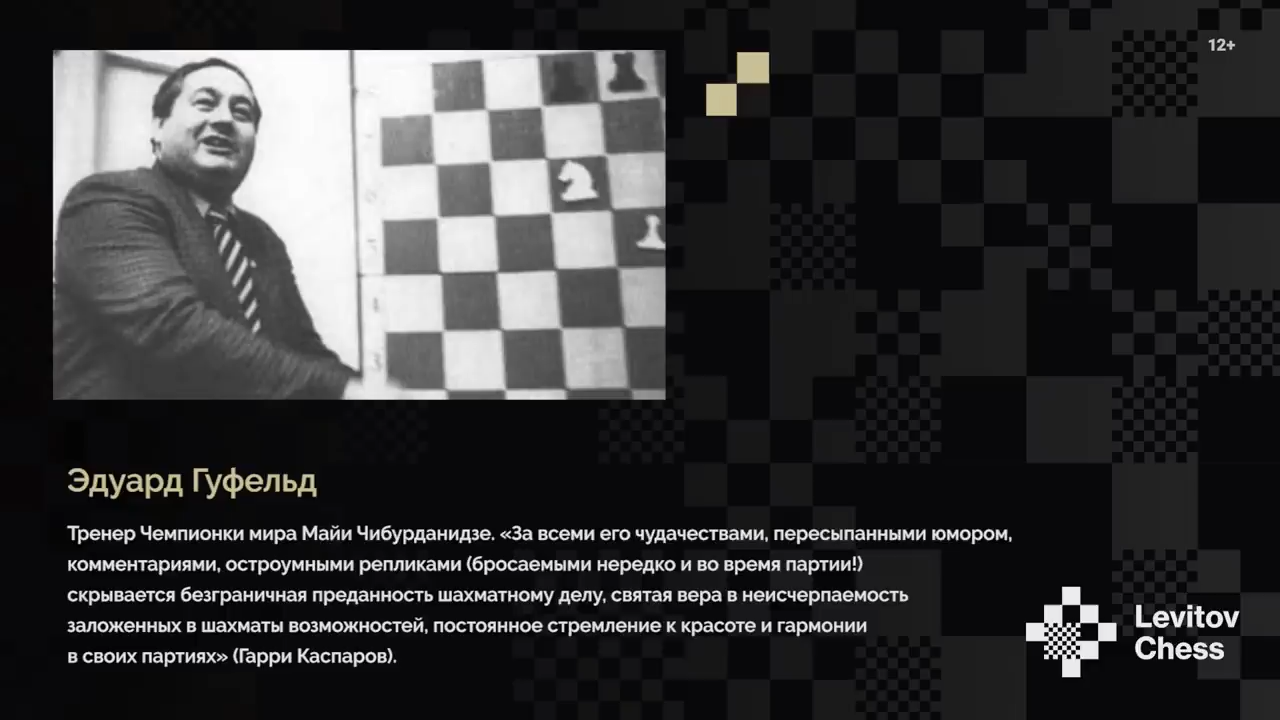 12+
Эдуард Гуфельд
Тренер Чемпионки мира Майи Чибурданидзе. «За всеми его чудачествами, пересыпанными юмором,
комментариями, остроумными репликами (бросаемыми нередко и во время партии!)
скрывается безграничная преданность шахматному делу, святая вера в неисчерпаемость
заложенных в шахматы возможностей, постоянное стремление к красоте и гармонии
в своих партиях» (Гарри Каспаров).
Levitov
Chess